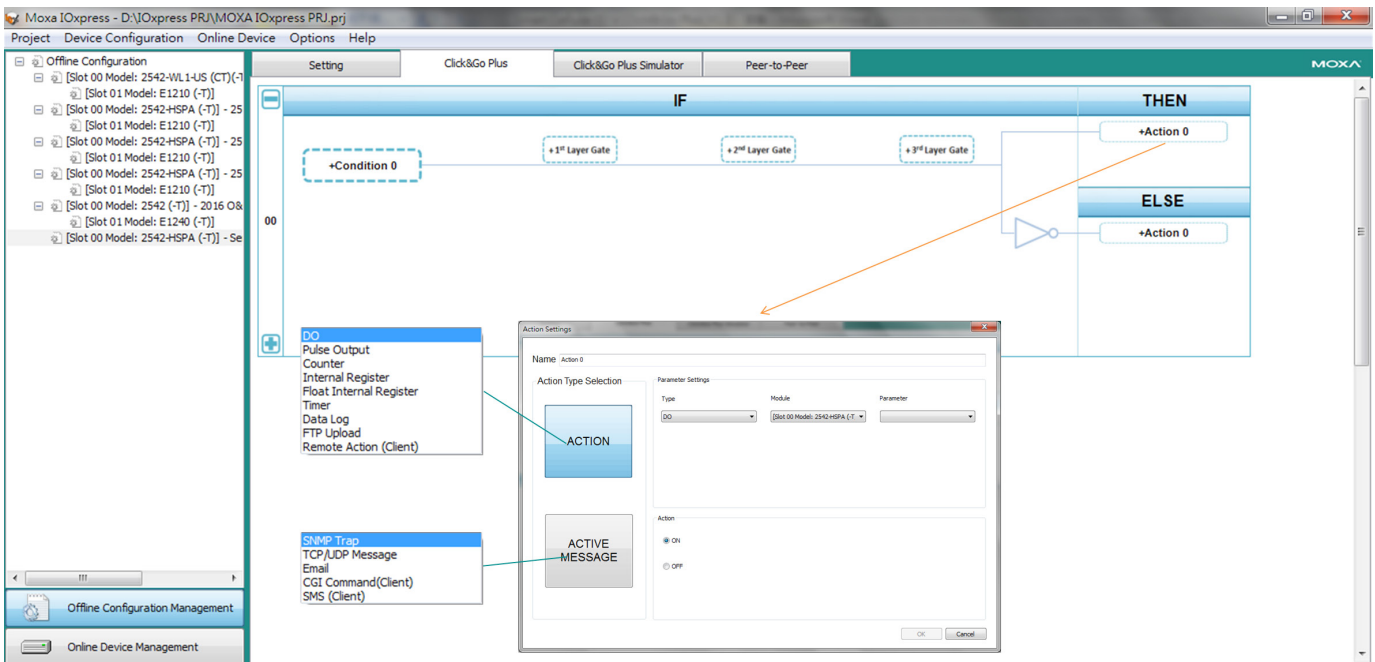 Moxa IOxpress - D:\IOxpress PRJ\MOXA IOxpress PRJ.prj
Project Device Configuration Online Device Options Help
Offline Configuration
[Slot 00 Model: 2542-WL1-US (CT)(-T
[Slot 01 Model: E1210 (-T)]
[Slot 00 Model: 2542-HSPA (-T)] - 25
[Slot 01 Model: E1210 (-T)]
[Slot 00 Model: 2542-HSPA (-T)] - 25
[Slot 01 Model: E1210 (-T)]
[Slot 00 Model: 2542-HSPA (-T)] - 25
[Slot 01 Model: E1210 (-T)]
[Slot 00 Model: 2542 (-T)] - 2016 O&
[Slot 01 Model: E1240 (-T)]
[Slot 00 Model: 2542-HSPA (-T)] - Se
Offline Configuration Management
Online Device Management
Setting Click&Go Plus Click&Go Plus Simulator Peer-to-Peer MOXA
IF THEN
+Condition 0
+1st Layer Gate
+2nd Layer Gate
+3rd Layer Gate
+Action 0
00
ELSE
+Action 0
DO
Pulse Output
Counter
Internal Register
Float Internal Register
Timer
Data Log
FTP Upload
Remote Action (Client)
SNMP Trap
TCP/UDP Message
Email
CGI Command(Client)
SMS (Client)
Action Settings
Name Action 0
Action Type Selection
ACTION
ACTIVE
MESSAGE
Parameter Settings
Type Module Parameter
DO [Slot 00 Model: 2542-HSPA (-T
Action
ON
OFF
OK Cancel